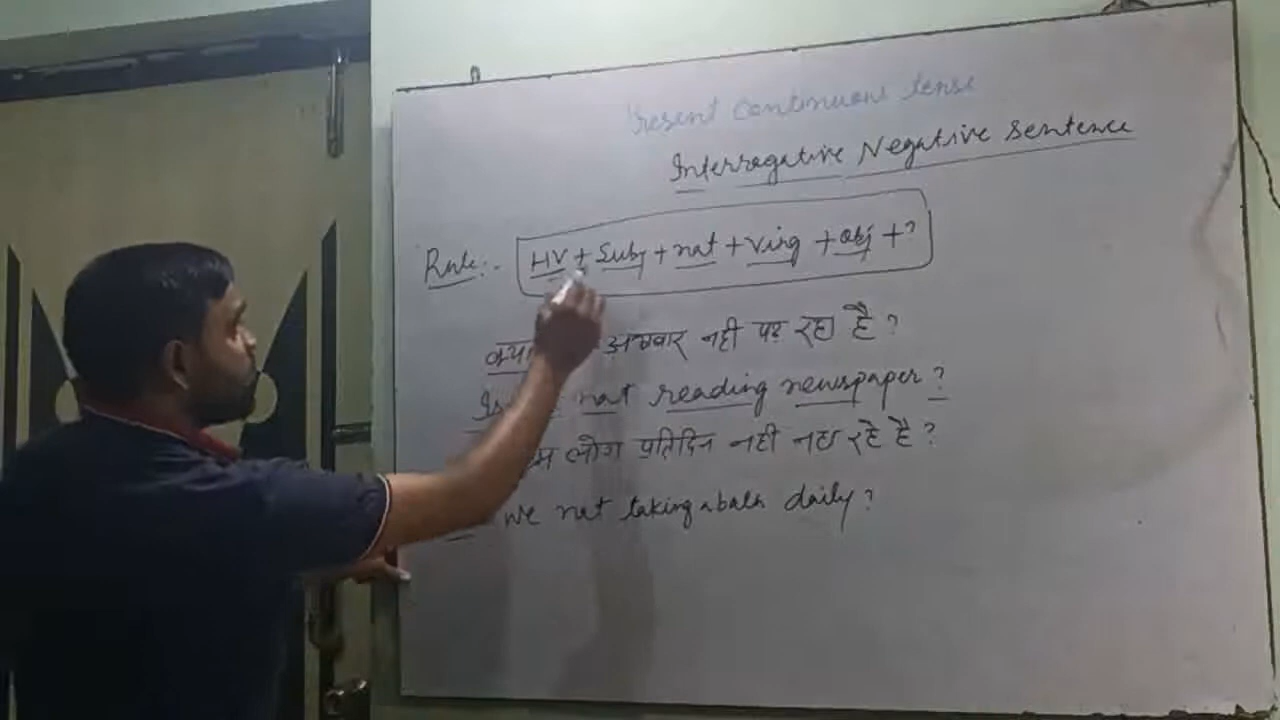 Present Continuous tense
Interrogative Negative Sentence
Rule:- HV + Subj + not + Ving + obj + ?
अखबार नही पढ़ रहा है ?
Is not reading newspaper ?
लोग प्रतिदिन नही नहा रहे है ?
we not taking a bath daily ?